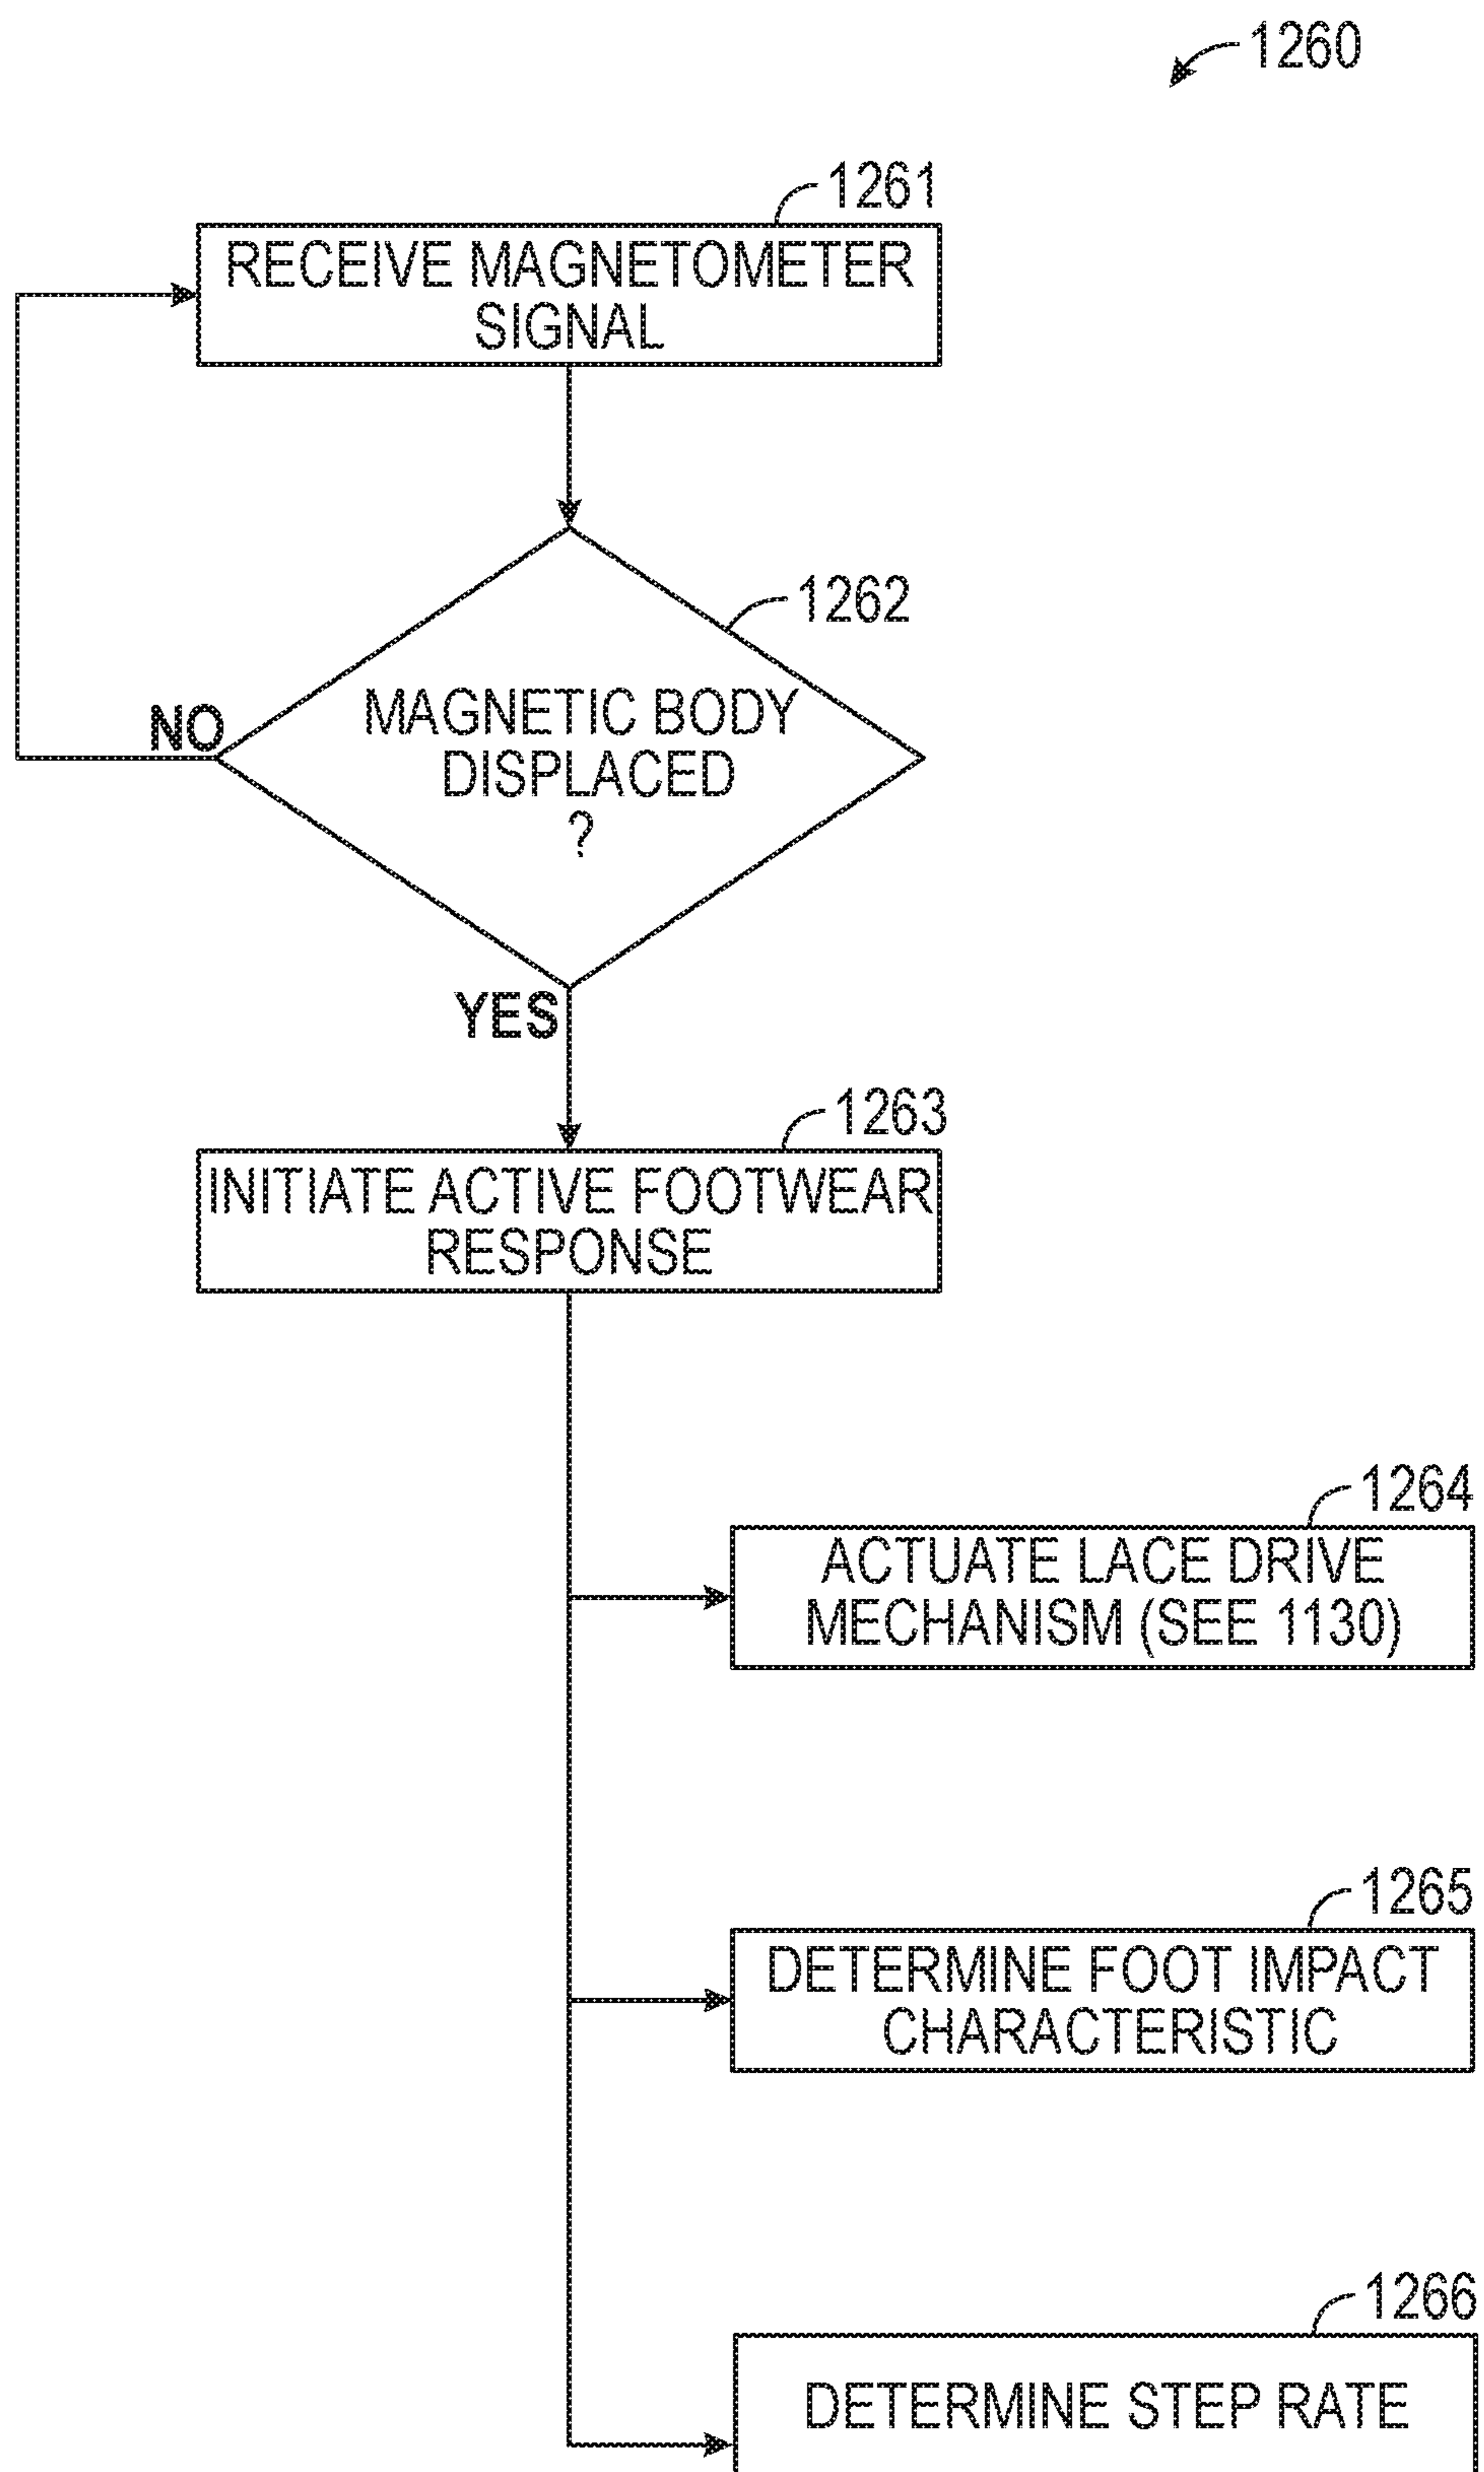 1260
1261
RECEIVE MAGNETOMETER
SIGNAL
1262
MAGNETIC BODY
DISPLACED
?
NO
YES
1263
INITIATE ACTIVE FOOTWEAR
RESPONSE
1264
ACTUATE LACE DRIVE
MECHANISM (SEE 1130)
1265
DETERMINE FOOT IMPACT
CHARACTERISTIC
1266
DETERMINE STEP RATE